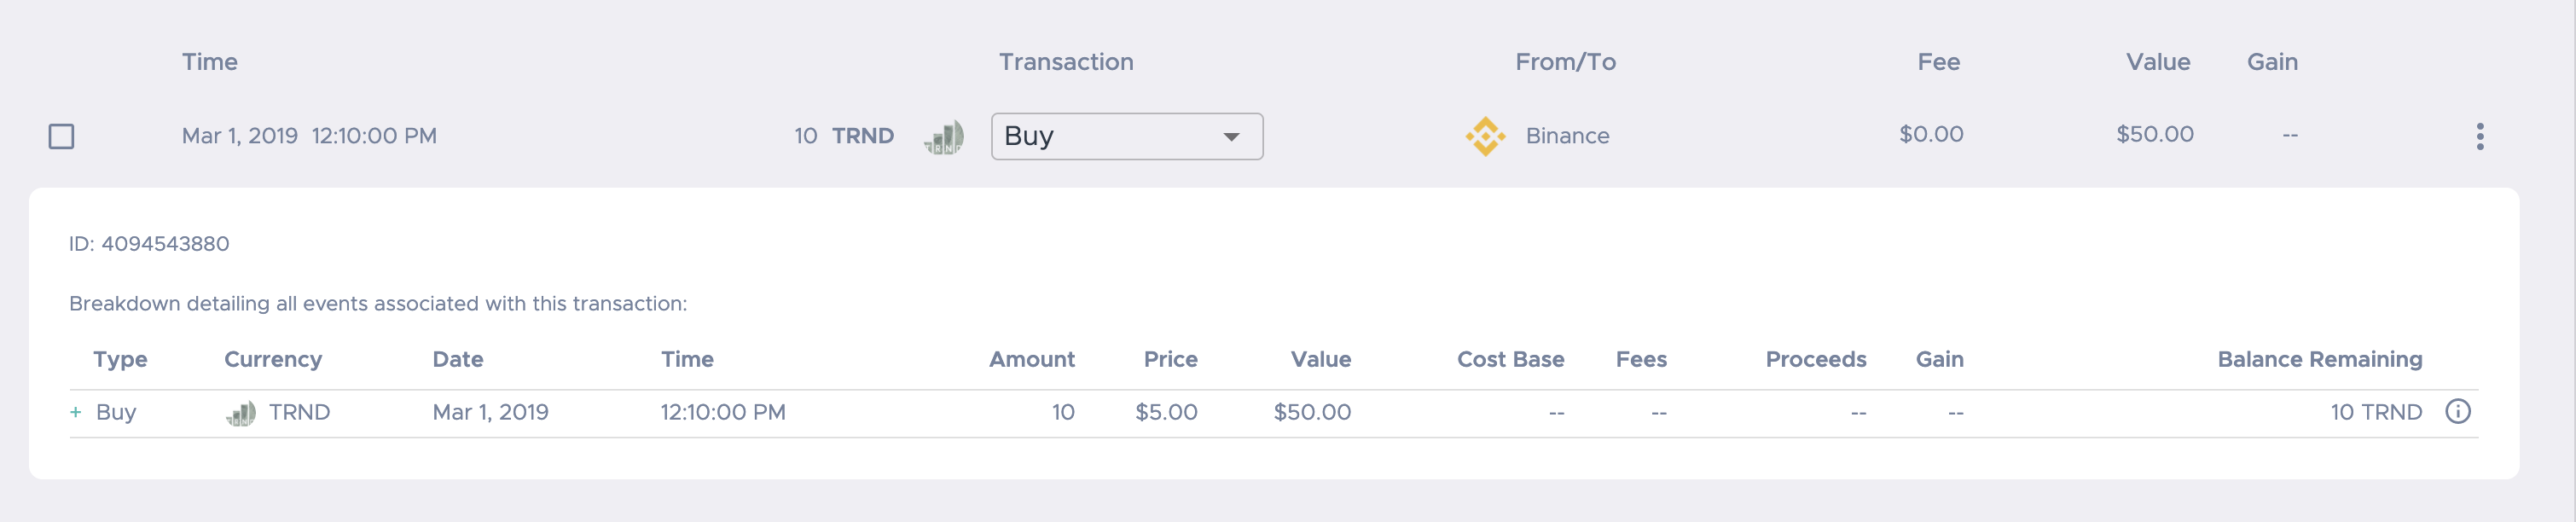 Time Transaction From/To Fee Value Gain
Mar 1, 2019 12:10:00 PM 10 TRND TRND Buy Binance $0.00 $50.00 --
ID: 4094543880
Breakdown detailing all events associated with this transaction:
Type Currency Date Time Amount Price Value Cost Base Fees Proceeds Gain Balance Remaining
+ Buy TRND Mar 1, 2019 12:10:00 PM 10 $5.00 $50.00 -- -- -- -- 10 TRND